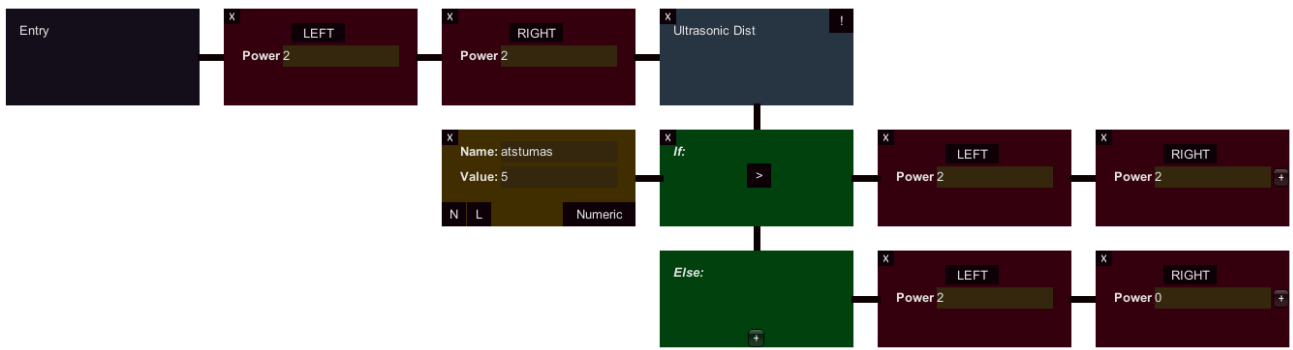 Entry
X
LEFT
Power 2
X
RIGHT
Power 2
X
!
Ultrasonic Dist
X
Name: atstumas
Value: 5
N L Numeric
X
If:
>
X
LEFT
Power 2
X
RIGHT
Power 2
+
Else:
+
X
LEFT
Power 2
X
RIGHT
Power 0
+